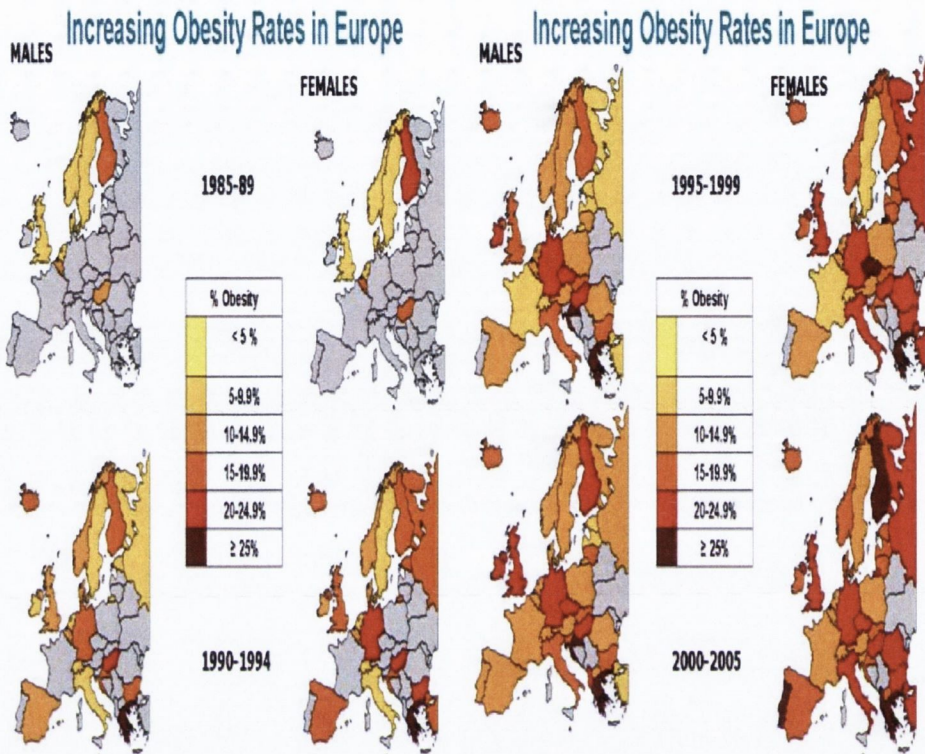 Increasing Obesity Rates in Europe
MALES
FEMALES
1985-89
% Obesity
< 5 %
5-9.9%
10-14.9%
15-19.9%
20-24.9%
≥ 25%
1990-1994
Increasing Obesity Rates in Europe
MALES
FEMALES
1995-1999
% Obesity
< 5 %
5-9.9%
10-14.9%
15-19.9%
20-24.9%
≥ 25%
2000-2005